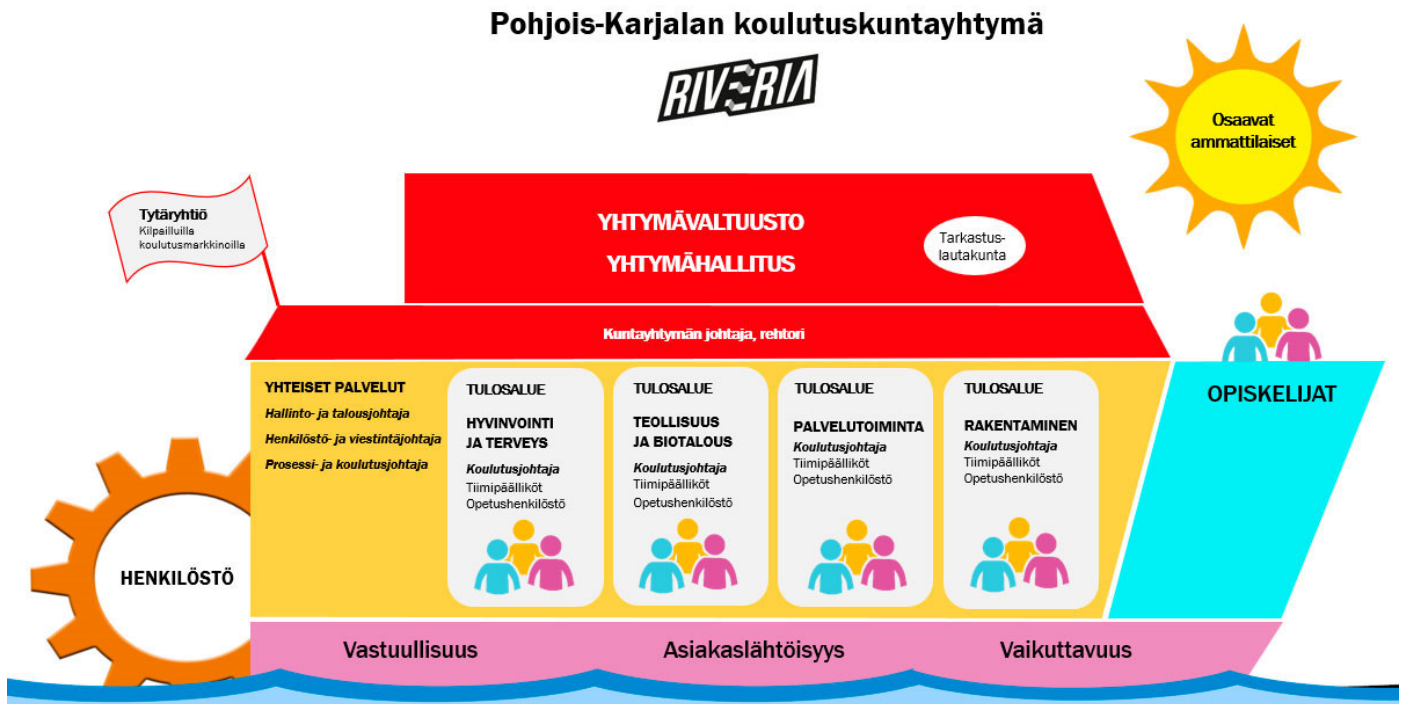 Pohjois-Karjalan koulutuskuntayhtymä
RIVERIA
Osaavat
ammattilaiset
Tytäryhtiö
Kilpailluilla
koulutusmarkkinoilla
YHTYMÄVALTUUSTO
YHTYMÄHALLITUS
Tarkastus-
lautakunta
Kuntayhtymän johtaja, rehtori
YHTEISET PALVELUT
Hallinto- ja talousjohtaja
Henkilöstö- ja viestintäjohtaja
Prosessi- ja koulutusjohtaja
TULOSALUE
HYVINVOINTI
JA TERVEYS
Koulutusjohtaja
Tiimipäälliköt
Opetushenkilöstö
TULOSALUE
TEOLLISUUS
JA BIOTALOUS
Koulutusjohtaja
Tiimipäälliköt
Opetushenkilöstö
TULOSALUE
PALVELUTOIMINTA
Koulutusjohtaja
Tiimipäälliköt
Opetushenkilöstö
TULOSALUE
RAKENTAMINEN
Koulutusjohtaja
Tiimipäälliköt
Opetushenkilöstö
OPISKELIJAT
HENKILÖSTÖ
Vastuullisuus
Asiakaslähtöisyys
Vaikuttavuus